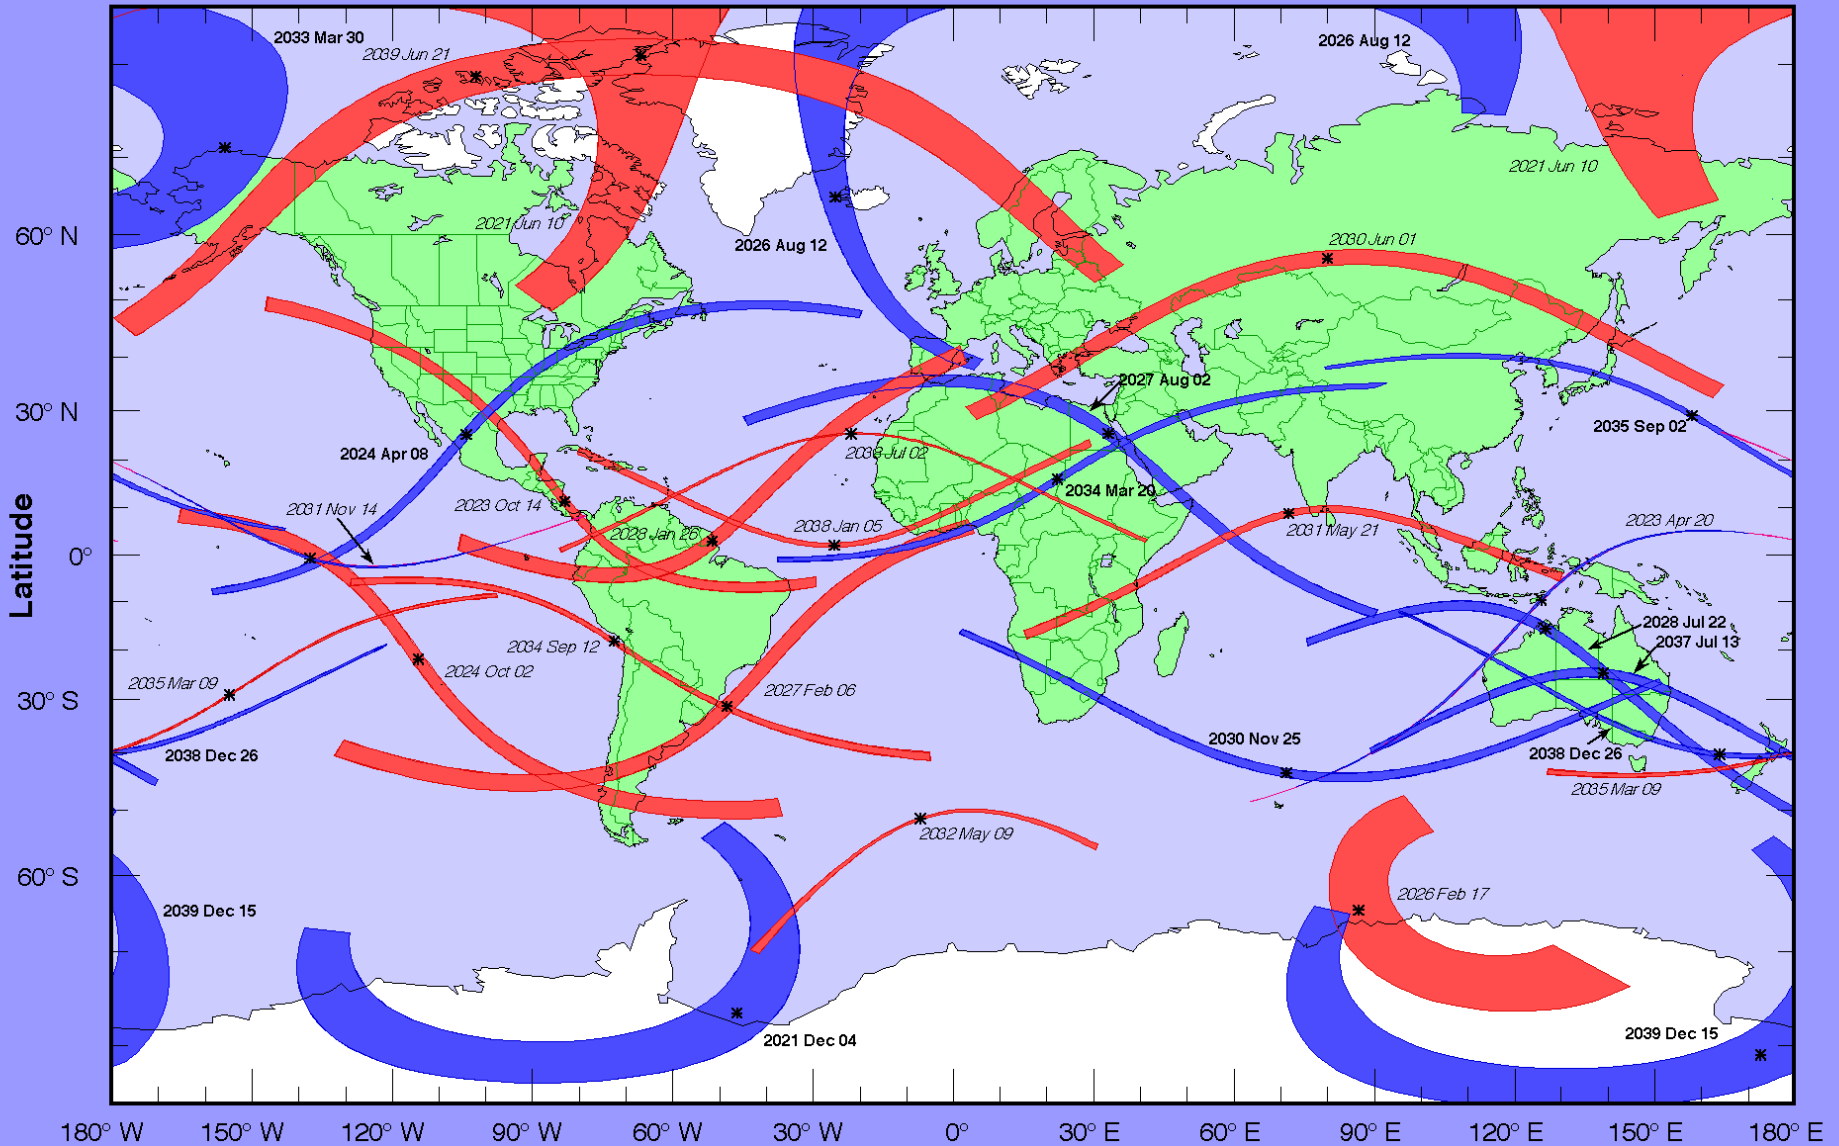 2033 Mar 30
2039 Jun 21
2026 Aug 12
2021 Jun 10
2021 Jun 10
60° N
2026 Aug 12
2030 Jun 01
2027 Aug 02
30° N
2035 Sep 02
2024 Apr 08
2038 Jul 02
2034 Mar 20
2031 Nov 14
2023 Oct 14
2028 Jan 26
2038 Jan 05
2031 May 21
2023 Apr 20
Latitude
0°
2028 Jul 22
2037 Jul 13
2034 Sep 12
2024 Oct 02
2035 Mar 09
2027 Feb 06
30° S
2030 Nov 25
2038 Dec 26
2038 Dec 26
2035 Mar 09
2032 May 09
60° S
2026 Feb 17
2039 Dec 15
2021 Dec 04
2039 Dec 15
180° W 150° W 120° W 90° W 60° W 30° W 0° 30° E 60° E 90° E 120° E 150° E 180° E